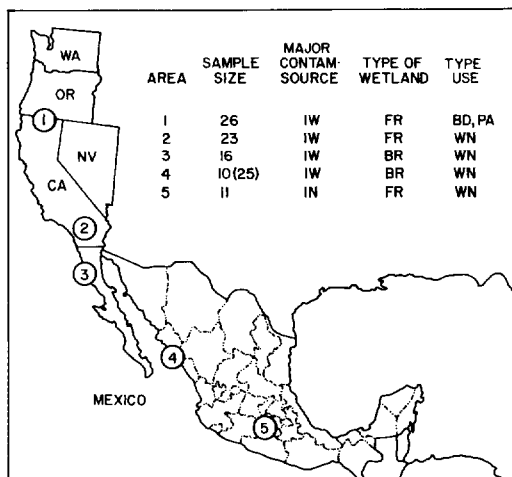 WA
OR
1
NV
CA
2
3
4
MEXICO
5
MAJOR
SAMPLE CONTAM- TYPE OF TYPE
AREA SIZE SOURCE WETLAND USE
1 26 IW FR BD, PA
2 23 IW FR WN
3 16 IW BR WN
4 10(25) IW BR WN
5 11 IN FR WN